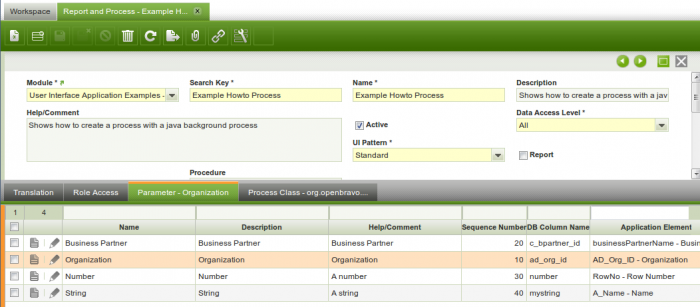 Workspace
Report and Process - Example H...
Module *
Search Key *
Name *
Description
User Interface Application Examples -
Example Howto Process
Example Howto Process
Shows how to create a process with a jav
Help/Comment
Data Access Level *
Shows how to create a process with a java background process
Active
All
UI Pattern *
Standard
Report
Procedure
Translation
Role Access
Parameter - Organization
Process Class - org.openbravo....
1 4
Name Description Help/Comment Sequence Number DB Column Name Application Element
Business Partner Business Partner Business Partner 20 c_bpartner_id businessPartnerName - Busin
Organization Organization Organization 10 ad_org_id AD_Org_ID - Organization
Number Number A number 30 number RowNo - Row Number
String String A string 40 mystring A_Name - Name